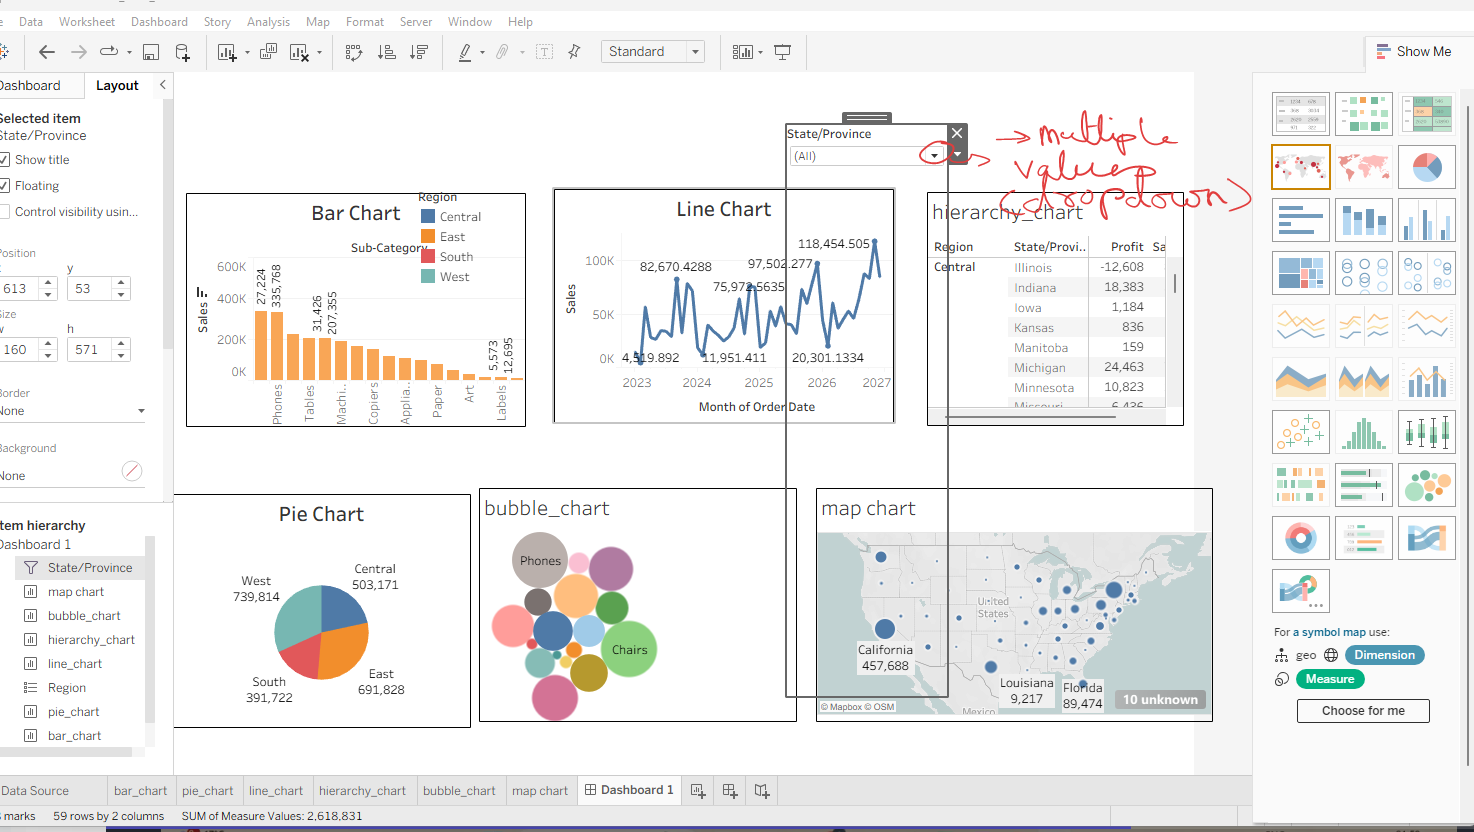 Data Worksheet Dashboard Story Analysis Map Format Server Window Help
Standard
Show Me
Dashboard Layout
Selected item
State/Province
Show title
Floating
Control visibility usin...
Position
x y
613 53
Size
w h
160 571
Border
None
Background
None
Item hierarchy
Dashboard 1
State/Province
map chart
bubble_chart
hierarchy_chart
line_chart
Region
pie_chart
bar_chart
State/Province
(All)
→ multiple
values
(dropdown)
Bar Chart
Region
Central
East
South
West
Sub-Category
Sales
600K
400K
200K
0K
27,224
335,768
31,426
207,355
5,573
12,695
Phones
Tables
Machi..
Copiers
Applia..
Paper
Art
Labels
Line Chart
Sales
100K
50K
0K
82,670.4288
97,502.277
118,454.505
75,972.5635
4,519.892
11,951.411
20,301.1334
2023 2024 2025 2026 2027
Month of Order Date
hierarchy_chart
Region State/Provi.. Profit Sa
Central Illinois -12,608
Indiana 18,383
Iowa 1,184
Kansas 836
Manitoba 159
Michigan 24,463
Minnesota 10,823
Missouri 6,436
Pie Chart
West
739,814
Central
503,171
South
391,722
East
691,828
bubble_chart
Phones
Chairs
map chart
United
States
California
457,688
Louisiana
9,217
Florida
89,474
Mexico
10 unknown
© Mapbox © OSM
1234 678
For a symbol map use:
geo Dimension
Measure
Choose for me
Data Source bar_chart pie_chart line_chart hierarchy_chart bubble_chart map chart Dashboard 1
marks 59 rows by 2 columns SUM of Measure Values: 2,618,831